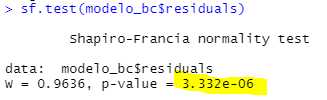 > sf.test(modelo_bc$residuals)
Shapiro-Francia normality test
data:  modelo_bc$residuals
W = 0.9636, p-value = 3.332e-06